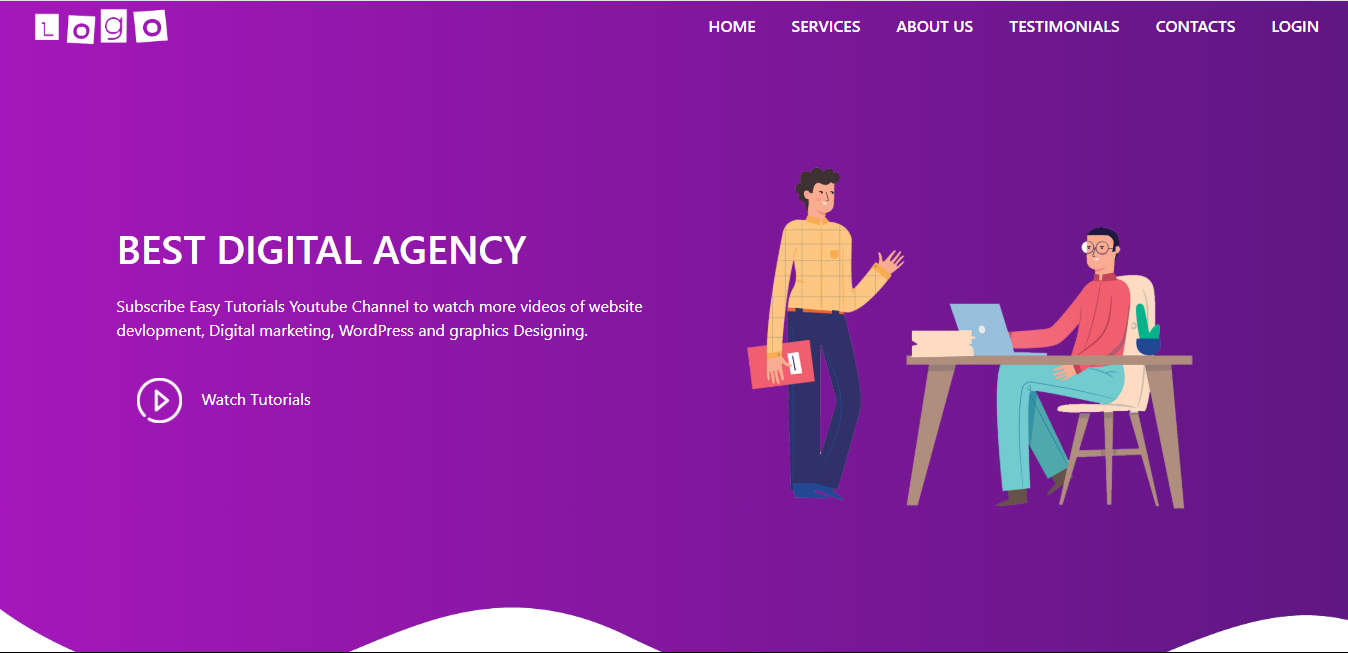 Logo
HOME SERVICES ABOUT US TESTIMONIALS CONTACTS LOGIN
BEST DIGITAL AGENCY
Subscribe Easy Tutorials Youtube Channel to watch more videos of website
devlopment, Digital marketing, WordPress and graphics Designing.
Watch Tutorials